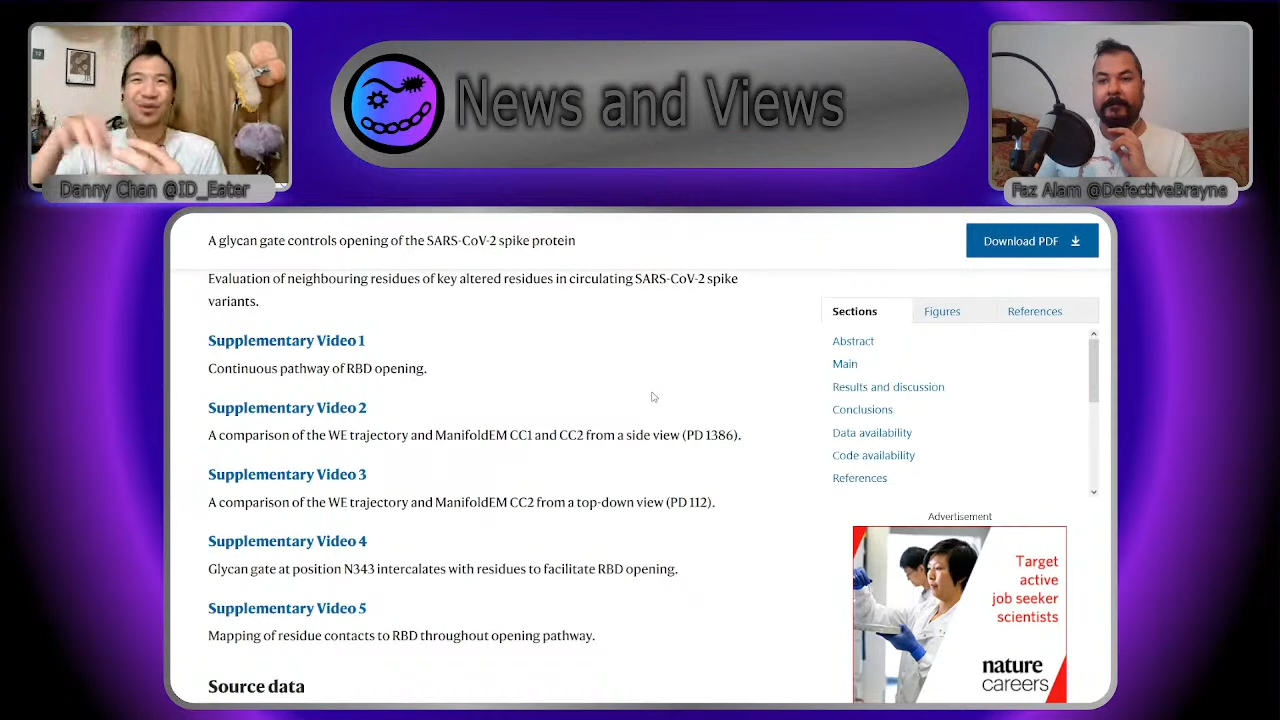 News and Views
Danny Chan @ID_Eater
Faz Alam @DefectiveBrayne
A glycan gate controls opening of the SARS-CoV-2 spike protein
Download PDF
Evaluation of neighbouring residues of key altered residues in circulating SARS-CoV-2 spike
variants.
Supplementary Video 1
Continuous pathway of RBD opening.
Supplementary Video 2
A comparison of the WE trajectory and ManifoldEM CC1 and CC2 from a side view (PD 1386).
Supplementary Video 3
A comparison of the WE trajectory and ManifoldEM CC2 from a top-down view (PD 112).
Supplementary Video 4
Glycan gate at position N343 intercalates with residues to facilitate RBD opening.
Supplementary Video 5
Mapping of residue contacts to RBD throughout opening pathway.
Source data
Sections Figures References
Abstract
Main
Results and discussion
Conclusions
Data availability
Code availability
References
Advertisement
Target
active
job seeker
scientists
nature
careers